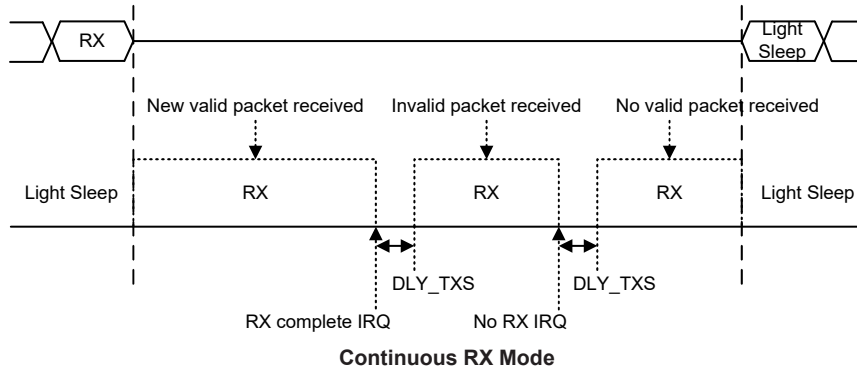 RX
Light
Sleep
New valid packet received
Invalid packet received
No valid packet received
Light Sleep
RX
RX
RX
Light Sleep
DLY_TXS
DLY_TXS
RX complete IRQ
No RX IRQ
Continuous RX Mode